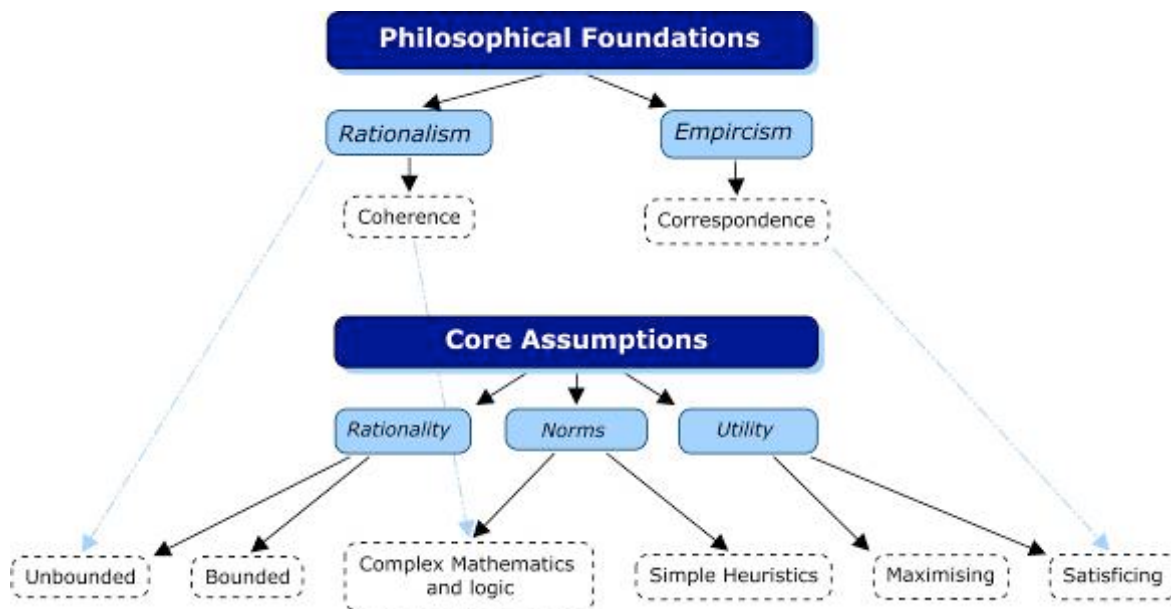 Philosophical Foundations
Rationalism
Empircism
Coherence
Correspondence
Core Assumptions
Rationality
Norms
Utility
Unbounded
Bounded
Complex Mathematics
and logic
Simple Heuristics
Maximising
Satisficing